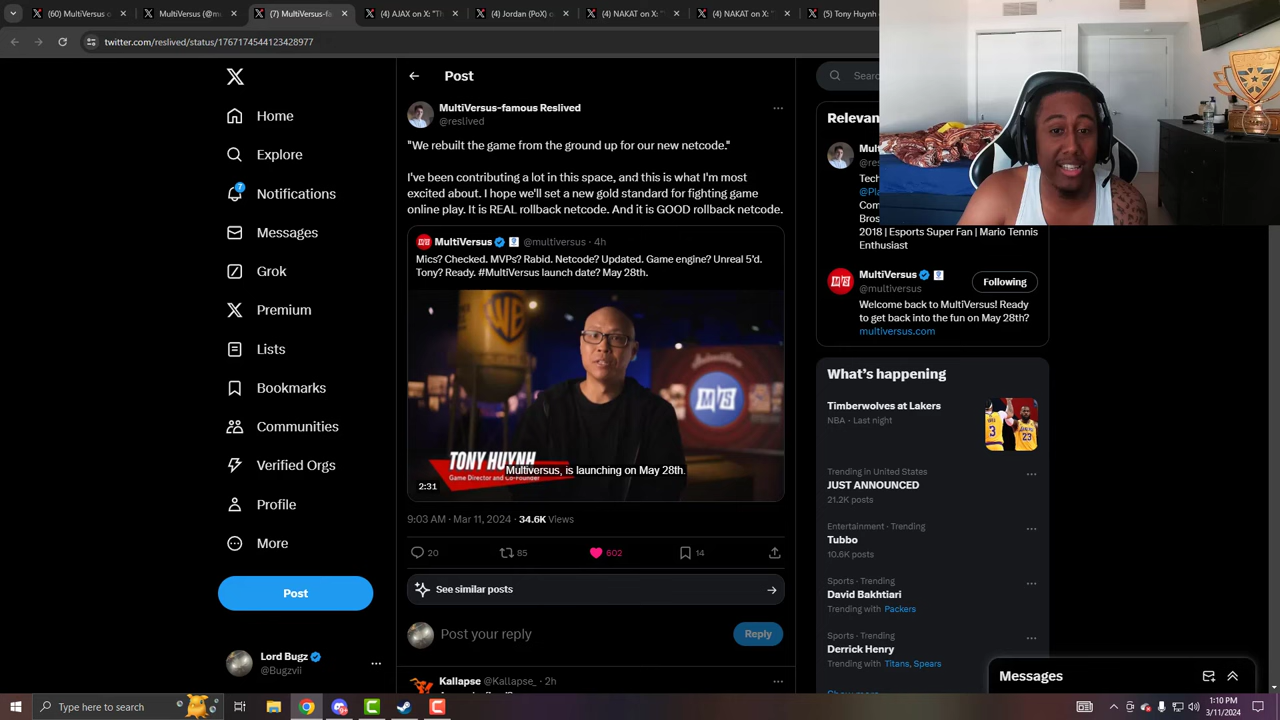 (60) MultiVersus o
MultiVersus (@mu
(7) MultiVersus-fa
(4) AJAX on X: "Th
(4) Jordan (PoX) o
(4) NAKAT on X: "
(4) NAKAT on X: "
(5) Tony Huynh
twitter.com/reslived/status/1767174544123428977
Home
Explore
7
Notifications
Messages
Grok
Premium
Lists
Bookmarks
Communities
Verified Orgs
Profile
More
Post
Lord Bugz
@Bugzvii
Post
MultiVersus-famous Reslived
@reslived
"We rebuilt the game from the ground up for our new netcode."
I've been contributing a lot in this space, and this is what I'm most
excited about. I hope we'll set a new gold standard for fighting game
online play. It is REAL rollback netcode. And it is GOOD rollback netcode.
MultiVersus @multiversus · 4h
Mics? Checked. MVPs? Rabid. Netcode? Updated. Game engine? Unreal 5'd.
Tony? Ready. #MultiVersus launch date? May 28th.
MVS
TONY HUYNH
Game Director and Co-Founder
Multiversus, is launching on May 28th.
2:31
9:03 AM · Mar 11, 2024 · 34.6K Views
20
85
602
14
See similar posts
Post your reply
Reply
Kallapse @Kallapse_ · 2h
Sear
Relevan
Mult
@res
Tech
@Pla
Com
Bros
2018 | Esports Super Fan | Mario Tennis
Enthusiast
MultiVersus
@multiversus
Following
Welcome back to MultiVersus! Ready
to get back into the fun on May 28th?
multiversus.com
What's happening
Timberwolves at Lakers
NBA · Last night
Trending in United States
JUST ANNOUNCED
21.2K posts
Entertainment · Trending
Tubbo
10.6K posts
Sports · Trending
David Bakhtiari
Trending with Packers
Sports · Trending
Derrick Henry
Trending with Titans, Spears
Messages
Type here to search
1:10 PM
3/11/2024